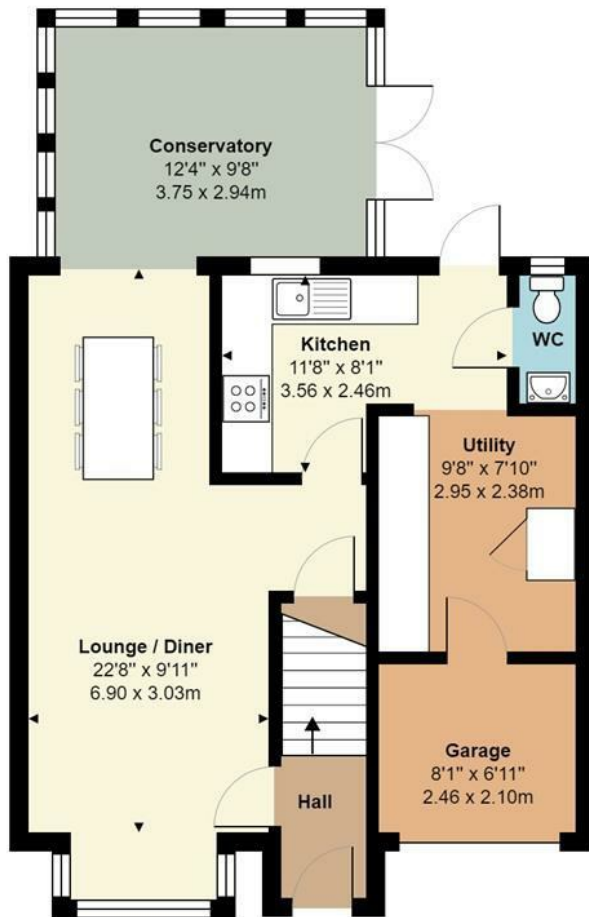 Conservatory
12'4" x 9'8"
3.75 x 2.94m
Kitchen
11'8" x 8'1"
3.56 x 2.46m
WC
Utility
9'8" x 7'10"
2.95 x 2.38m
Lounge / Diner
22'8" x 9'11"
6.90 x 3.03m
Hall
Garage
8'1" x 6'11"
2.46 x 2.10m